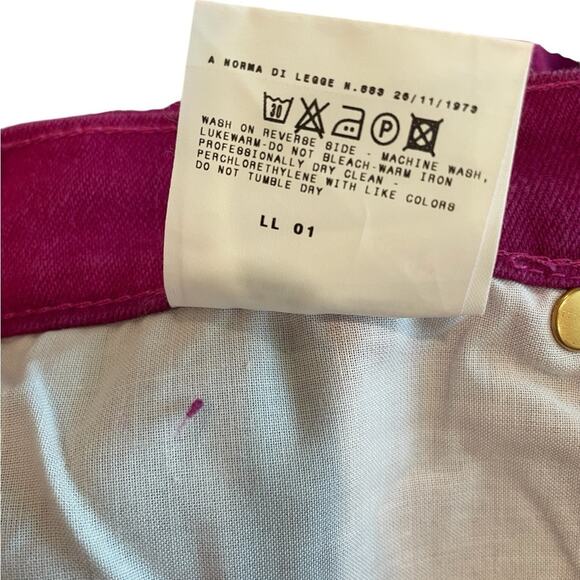 A NORMA DI LEGGE N.883 26/11/1973
30 P
WASH ON REVERSE SIDE - MACHINE WASH,
LUKEWARM-DO NOT BLEACH-WARM IRON
PROFESSIONALLY DRY CLEAN -
PERCHLORETHYLENE WITH LIKE COLORS
DO NOT TUMBLE DRY
LL 01